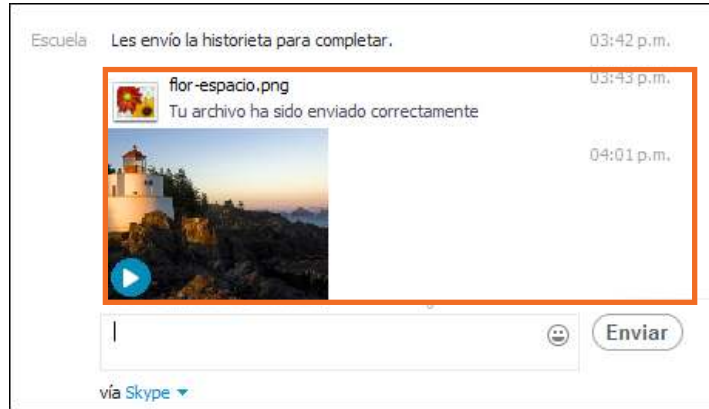 Escuela Les envío la historieta para completar. 03:42 p.m.
flor-espacio.png 03:43 p.m.
Tu archivo ha sido enviado correctamente
04:01 p.m.
Enviar
vía Skype